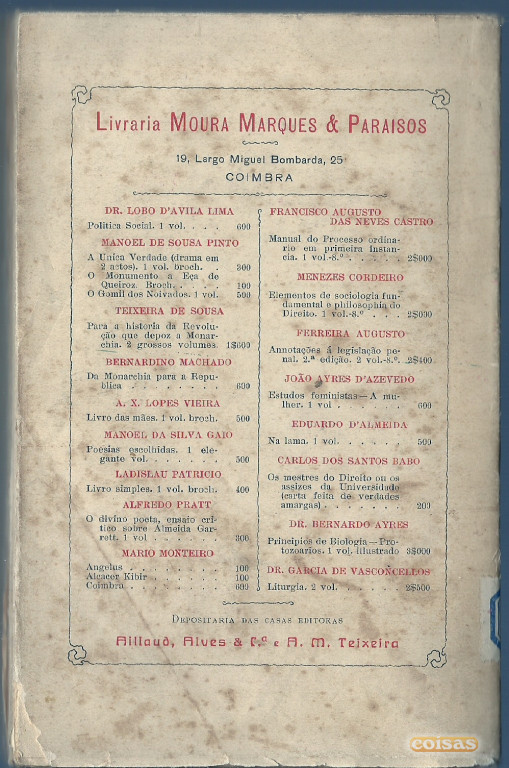 Livraria MOURA MARQUES & PARAISOS
19, Largo Miguel Bombarda, 25
COIMBRA
DR. LOBO D'AVILA LIMA
Politica Social. 1 vol. . . . 600
MANOEL DE SOUSA PINTO
A Unica Verdade (drama em
2 actos). 1 vol. broch. . 300
O Monumento a Eça de
Queiroz. Broch. . . . . 100
O Gomil dos Noivados. 1 vol. 500
TEIXEIRA DE SOUSA
Para a historia da Revolu-
ção que depoz a Monar-
chia. 2 grossos volumes. 1$600
BERNARDINO MACHADO
Da Monarchia para a Repu-
blica . . . . . . . . . 600
A. X. LOPES VIEIRA
Livro das mães. 1 vol. broch. 500
MANOEL DA SILVA GAIO
Poesias escolhidas. 1 ele-
gante vol. . . . . . . . 500
LADISLAU PATRICIO
Livro simples. 1 vol. broch. 400
ALFREDO PRATT
O divino poeta, ensaio cri-
tico sobre Almeida Gar-
rett. 1 vol . . . . . . . 300
MARIO MONTEIRO
Angelus . . . . . . . . 100
Alcacer Kibir . . . . . . 100
Coimbra . . . . . . . . 600
FRANCISCO AUGUSTO
DAS NEVES CASTRO
Manual do Processo ordina-
rio em primeira instan-
cia. 1 vol.-8.º . . . . . 2$000
MENEZES CORDEIRO
Elementos de sociologia fun-
damental e philosophia do
Direito. 1 vol.-8.º . . . . 2$000
FERREIRA AUGUSTO
Annotações á legislação pe-
nal. 2.ª edição. 2 vol.-8.º. 2$400
JOÃO AYRES D'AZEVEDO
Estudos feministas—A mu-
lher. 1 vol . . . . . . . 600
EDUARDO D'ALMEIDA
Na lama. 1 vol. . . . . . 500
CARLOS DOS SANTOS BABO
Os mestres do Direito ou os
assizos da Universidade
(carta feita de verdades
amargas) . . . . . . . . 200
DR. BERNARDO AYRES
Principios de Biologia—Pro-
tozoarios. 1 vol. illustrado 3$000
DR. GARCIA DE VASCONCELLOS
Liturgia. 2 vol. . . . . . 2$500
DEPOSITARIA DAS CASAS EDITORAS
Aillaud, Alves & C.ª e A. M. Teixeira
coisas